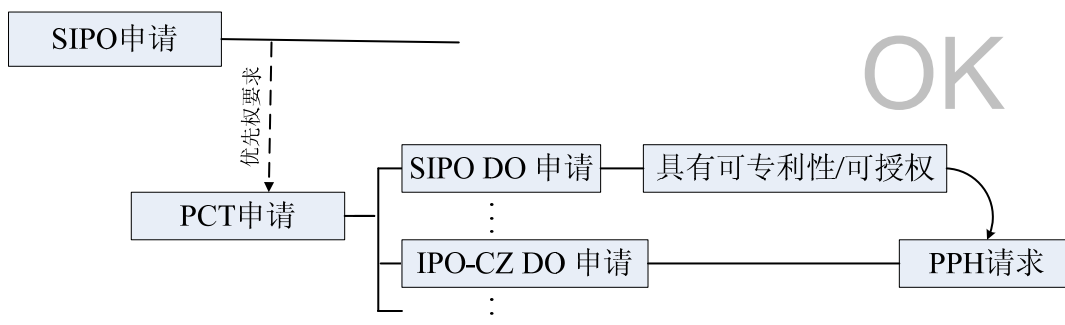 SIPO申请
OK
优先权要求
SIPO DO 申请
具有可专利性/可授权
PCT申请
IPO-CZ DO 申请
PPH请求